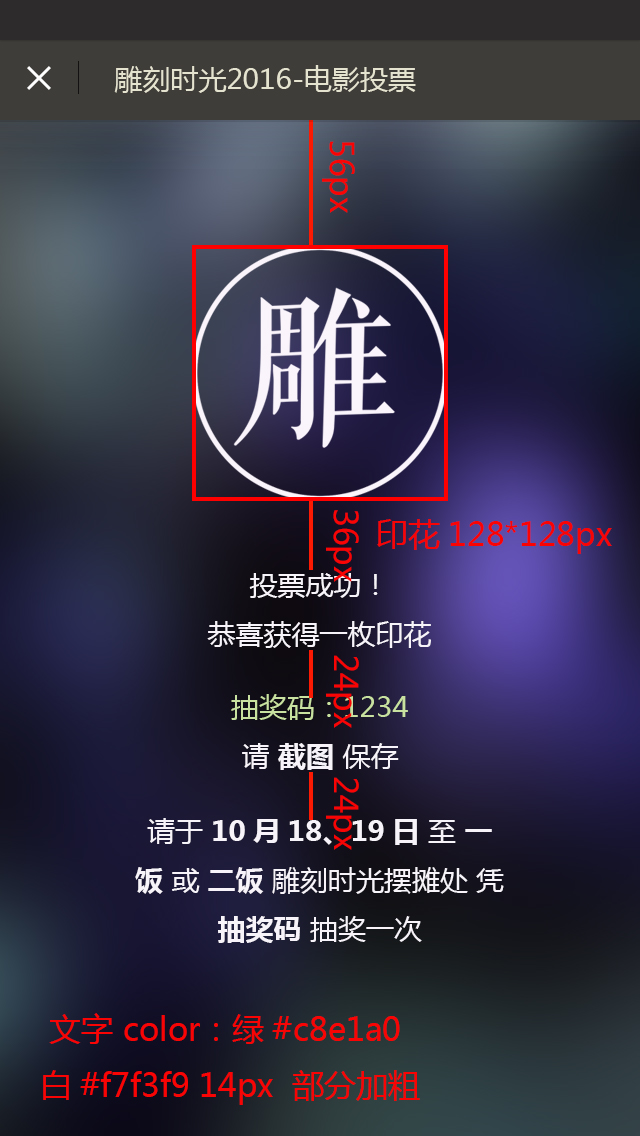 雕刻时光2016-电影投票
56px
雕
36px
印花 128*128px
投票成功！
恭喜获得一枚印花
24px
抽奖码：1234
请 截图 保存
24px
请于 10 月 18、19 日 至 一
饭 或 二饭 雕刻时光摆摊处 凭
抽奖码 抽奖一次
文字 color：绿 #c8e1a0
白 #f7f3f9 14px 部分加粗